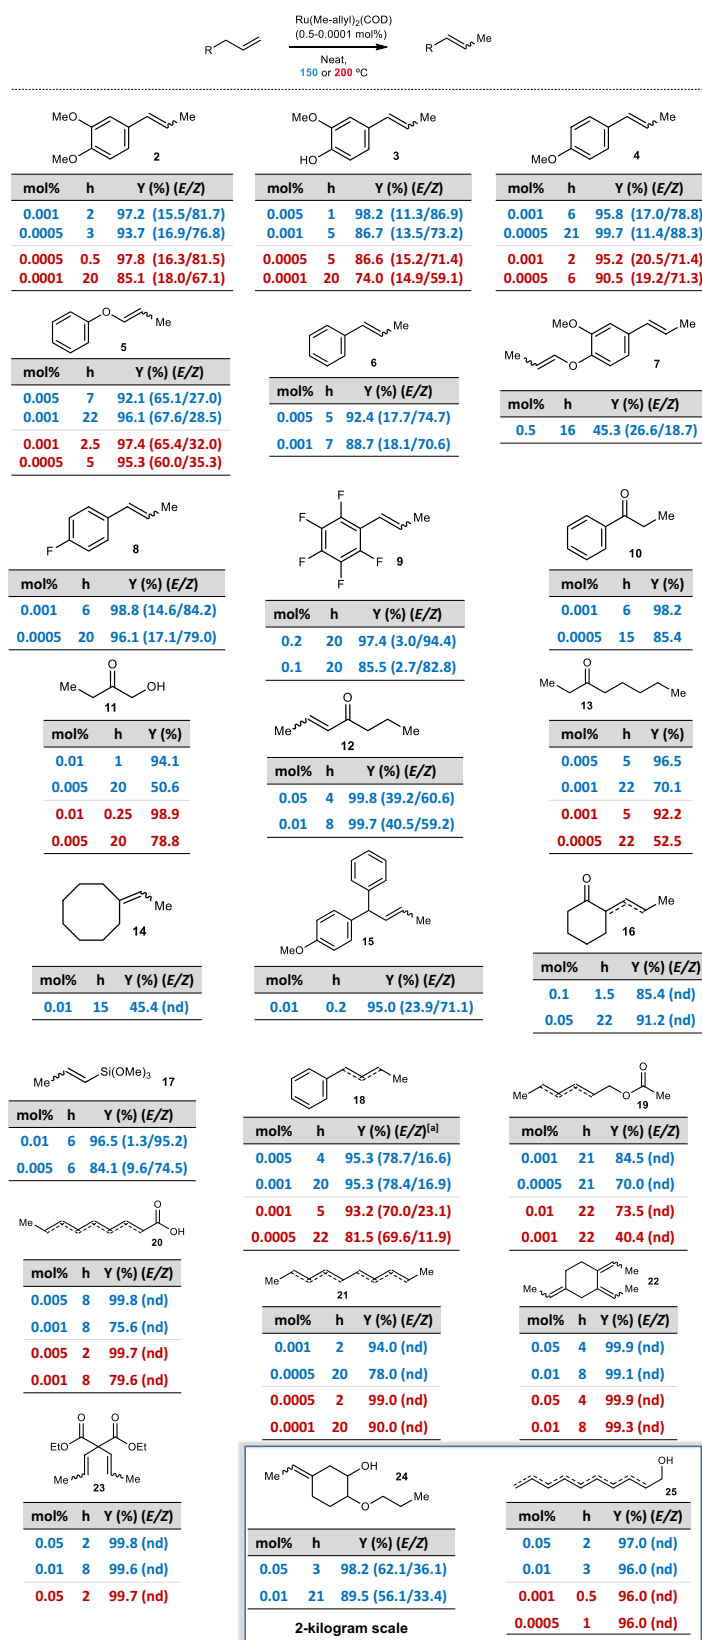 Ru(Me-allyl)2(COD)
(0.5-0.0001 mol%)
R
R
Me
Neat,
150 or 200 ºC
MeO
MeO
Me
2
MeO
HO
Me
3
MeO
Me
4
mol% h Y (%) (E/Z)
0.001 2 97.2 (15.5/81.7)
0.0005 3 93.7 (16.9/76.8)
0.0005 0.5 97.8 (16.3/81.5)
0.0001 20 85.1 (18.0/67.1)
mol% h Y (%) (E/Z)
0.005 1 98.2 (11.3/86.9)
0.001 5 86.7 (13.5/73.2)
0.0005 5 86.6 (15.2/71.4)
0.0001 20 74.0 (14.9/59.1)
mol% h Y (%) (E/Z)
0.001 6 95.8 (17.0/78.8)
0.0005 21 99.7 (11.4/88.3)
0.001 2 95.2 (20.5/71.4)
0.0005 6 90.5 (19.2/71.3)
O
Me
5
Me
6
MeO
Me
Me
O
7
mol% h Y (%) (E/Z)
0.005 7 92.1 (65.1/27.0)
0.001 22 96.1 (67.6/28.5)
0.001 2.5 97.4 (65.4/32.0)
0.0005 5 95.3 (60.0/35.3)
mol% h Y (%) (E/Z)
0.005 5 92.4 (17.7/74.7)
0.001 7 88.7 (18.1/70.6)
mol% h Y (%) (E/Z)
0.5 16 45.3 (26.6/18.7)
F
Me
8
F
F
F
F
F
Me
9
O
Me
10
mol% h Y (%) (E/Z)
0.001 6 98.8 (14.6/84.2)
0.0005 20 96.1 (17.1/79.0)
mol% h Y (%) (E/Z)
0.2 20 97.4 (3.0/94.4)
0.1 20 85.5 (2.7/82.8)
mol% h Y (%)
0.001 6 98.2
0.0005 15 85.4
O
Me
OH
11
O
Me
Me
12
O
Me
Me
13
mol% h Y (%)
0.01 1 94.1
0.005 20 50.6
0.01 0.25 98.9
0.005 20 78.8
mol% h Y (%) (E/Z)
0.05 4 99.8 (39.2/60.6)
0.01 8 99.7 (40.5/59.2)
mol% h Y (%)
0.005 5 96.5
0.001 22 70.1
0.001 5 92.2
0.0005 22 52.5
Me
14
MeO
Me
15
O
Me
16
mol% h Y (%) (E/Z)
0.01 15 45.4 (nd)
mol% h Y (%) (E/Z)
0.01 0.2 95.0 (23.9/71.1)
mol% h Y (%) (E/Z)
0.1 1.5 85.4 (nd)
0.05 22 91.2 (nd)
Me
Si(OMe)3
17
Me
18
Me
O
O
Me
19
mol% h Y (%) (E/Z)
0.01 6 96.5 (1.3/95.2)
0.005 6 84.1 (9.6/74.5)
mol% h Y (%) (E/Z)[a]
0.005 4 95.3 (78.7/16.6)
0.001 20 95.3 (78.4/16.9)
0.001 5 93.2 (70.0/23.1)
0.0005 22 81.5 (69.6/11.9)
mol% h Y (%) (E/Z)
0.001 21 84.5 (nd)
0.0005 21 70.0 (nd)
0.01 22 73.5 (nd)
0.001 22 40.4 (nd)
Me
O
OH
20
Me
Me
21
Me
Me
Me
22
mol% h Y (%) (E/Z)
0.005 8 99.8 (nd)
0.001 8 75.6 (nd)
0.005 2 99.7 (nd)
0.001 8 79.6 (nd)
mol% h Y (%) (E/Z)
0.001 2 94.0 (nd)
0.0005 20 78.0 (nd)
0.0005 2 99.0 (nd)
0.0001 20 90.0 (nd)
mol% h Y (%) (E/Z)
0.05 4 99.9 (nd)
0.01 8 99.1 (nd)
0.05 4 99.9 (nd)
0.01 8 99.3 (nd)
O O
EtO OEt
Me Me
23
Me
OH
O
Me
24
OH
25
mol% h Y (%) (E/Z)
0.05 2 99.8 (nd)
0.01 8 99.6 (nd)
0.05 2 99.7 (nd)
mol% h Y (%) (E/Z)
0.05 3 98.2 (62.1/36.1)
0.01 21 89.5 (56.1/33.4)
2-kilogram scale
mol% h Y (%) (E/Z)
0.05 2 97.0 (nd)
0.01 3 96.0 (nd)
0.001 0.5 96.0 (nd)
0.0005 1 96.0 (nd)